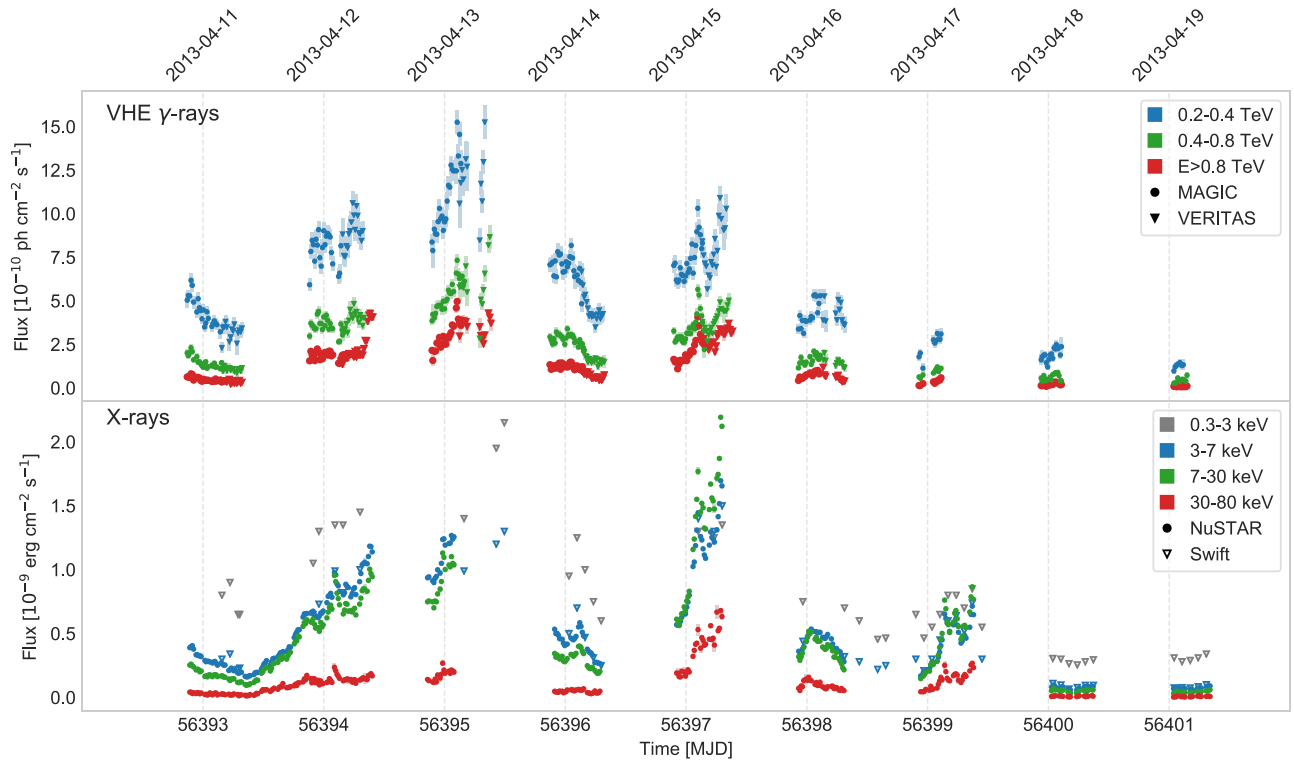 2013-04-11 2013-04-12 2013-04-13 2013-04-14 2013-04-15 2013-04-16 2013-04-17 2013-04-18 2013-04-19
VHE γ-rays
Flux [10⁻¹⁰ ph cm⁻² s⁻¹]
15.0
12.5
10.0
7.5
5.0
2.5
0.0
0.2-0.4 TeV
0.4-0.8 TeV
E>0.8 TeV
MAGIC
VERITAS
X-rays
Flux [10⁻⁹ erg cm⁻² s⁻¹]
2.0
1.5
1.0
0.5
0.0
0.3-3 keV
3-7 keV
7-30 keV
30-80 keV
NuSTAR
Swift
56393 56394 56395 56396 56397 56398 56399 56400 56401
Time [MJD]